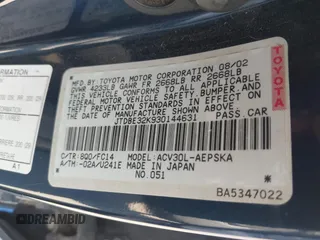 MFD. BY TOYOTA MOTOR CORPORATION 08/02
GVWR 4233LB GAWR FR 2668LB RR 2668LB
THIS VEHICLE CONFORMS TO ALL APPLICABLE
FEDERAL MOTOR VEHICLE SAFETY, BUMPER, AND
THEFT PREVENTION STANDARDS IN EFFECT ON
THE DATE OF MANUFACTURE SHOWN ABOVE.
JTDBE32K930144631
PASS. CAR
C/TR:8Q0/FC14 MODEL: ACV30L-AEPSKA
A/TM:-02A/U241E MADE IN JAPAN
NO.051
TOYOTA
BA5347022
DREAMBID